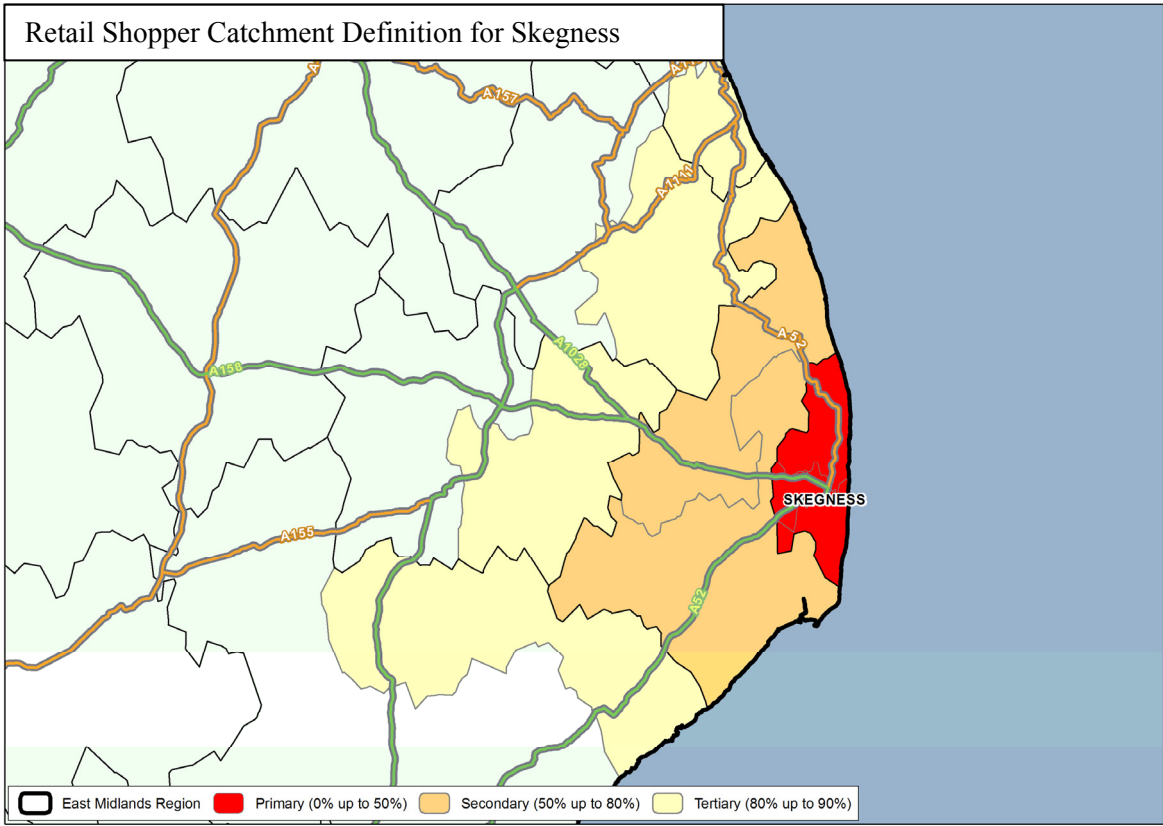 Retail Shopper Catchment Definition for Skegness
A157
A1111
A52
A1028
A158
SKEGNESS
A155
A52
East Midlands Region Primary (0% up to 50%) Secondary (50% up to 80%) Tertiary (80% up to 90%)